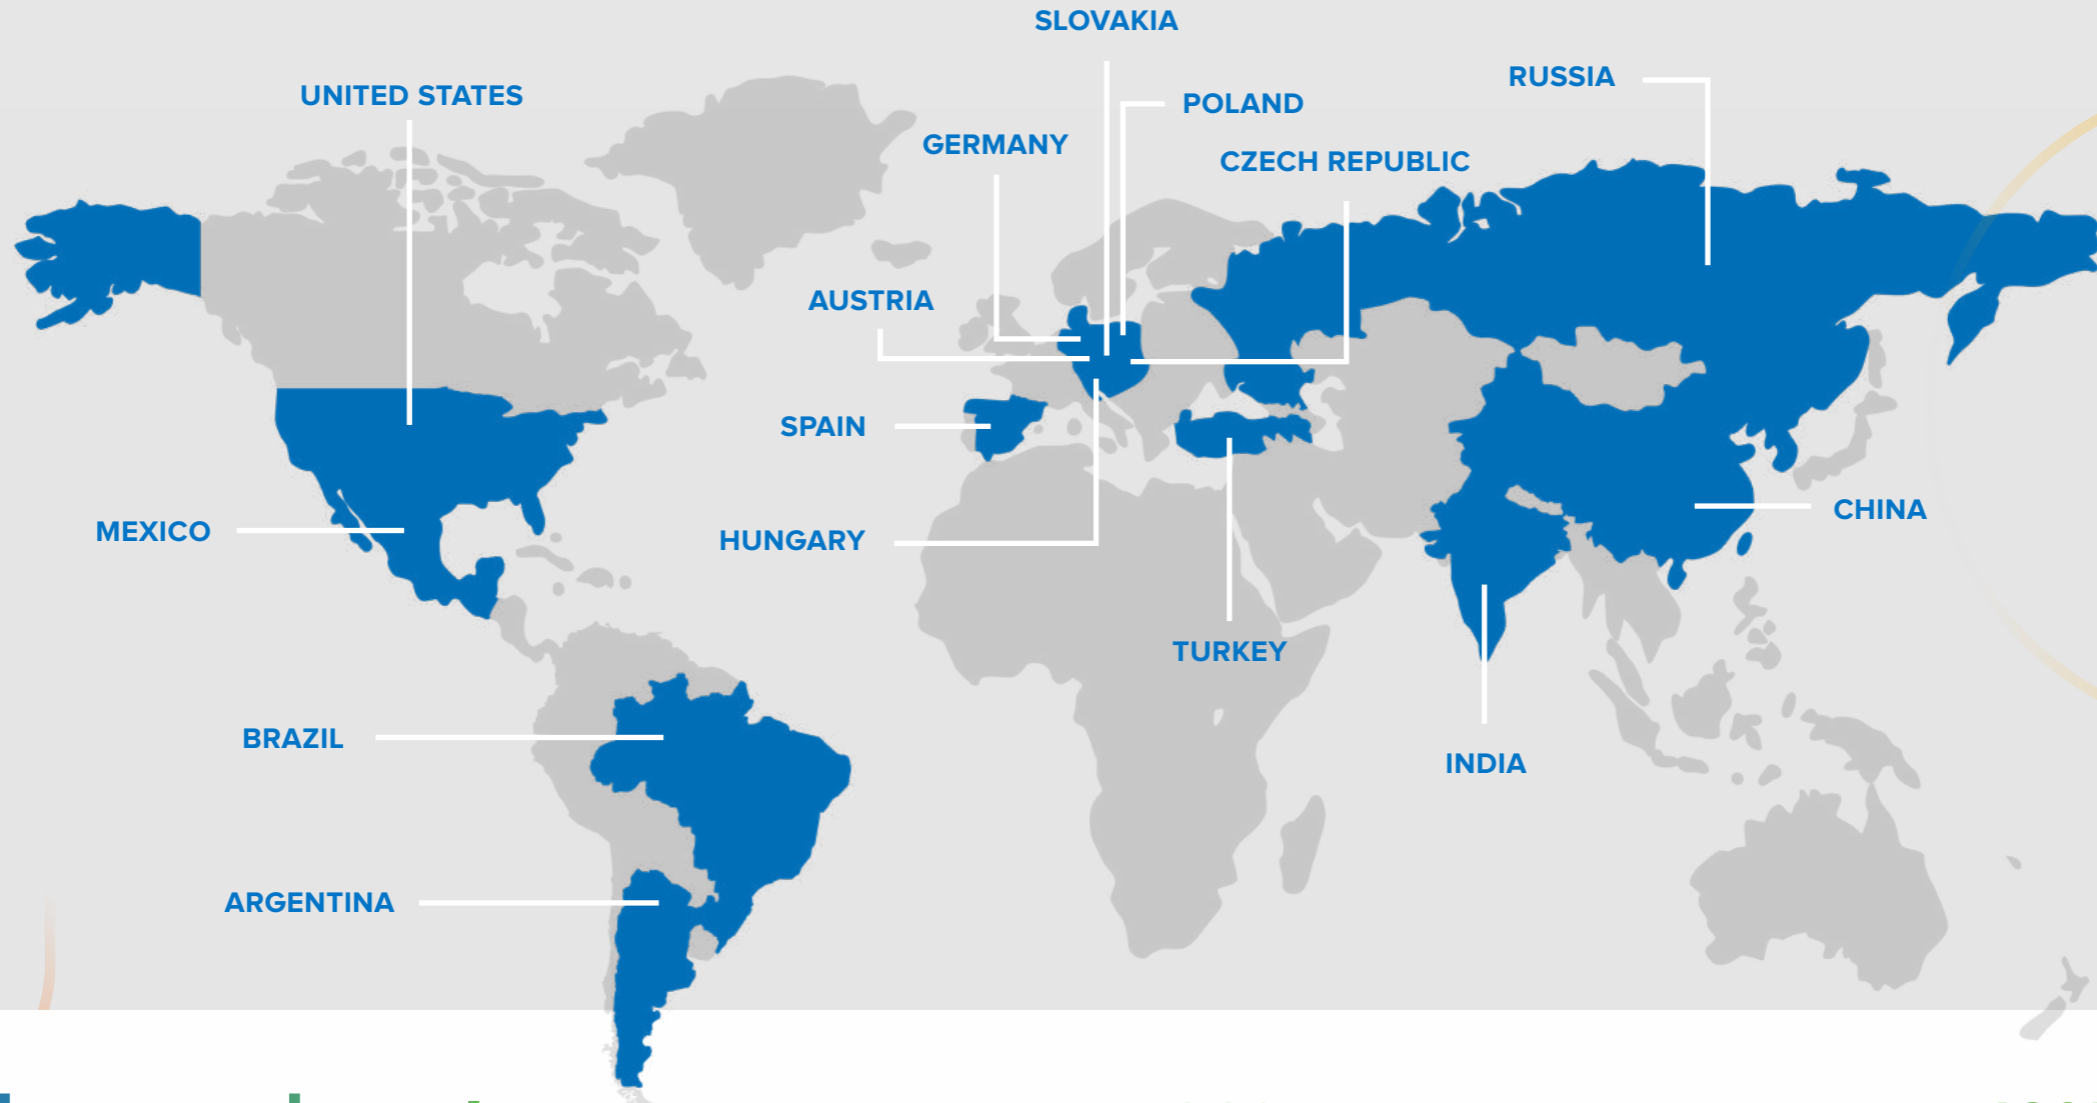 SLOVAKIA
RUSSIA
UNITED STATES
POLAND
GERMANY
CZECH REPUBLIC
AUSTRIA
SPAIN
MEXICO
CHINA
HUNGARY
TURKEY
BRAZIL
INDIA
ARGENTINA